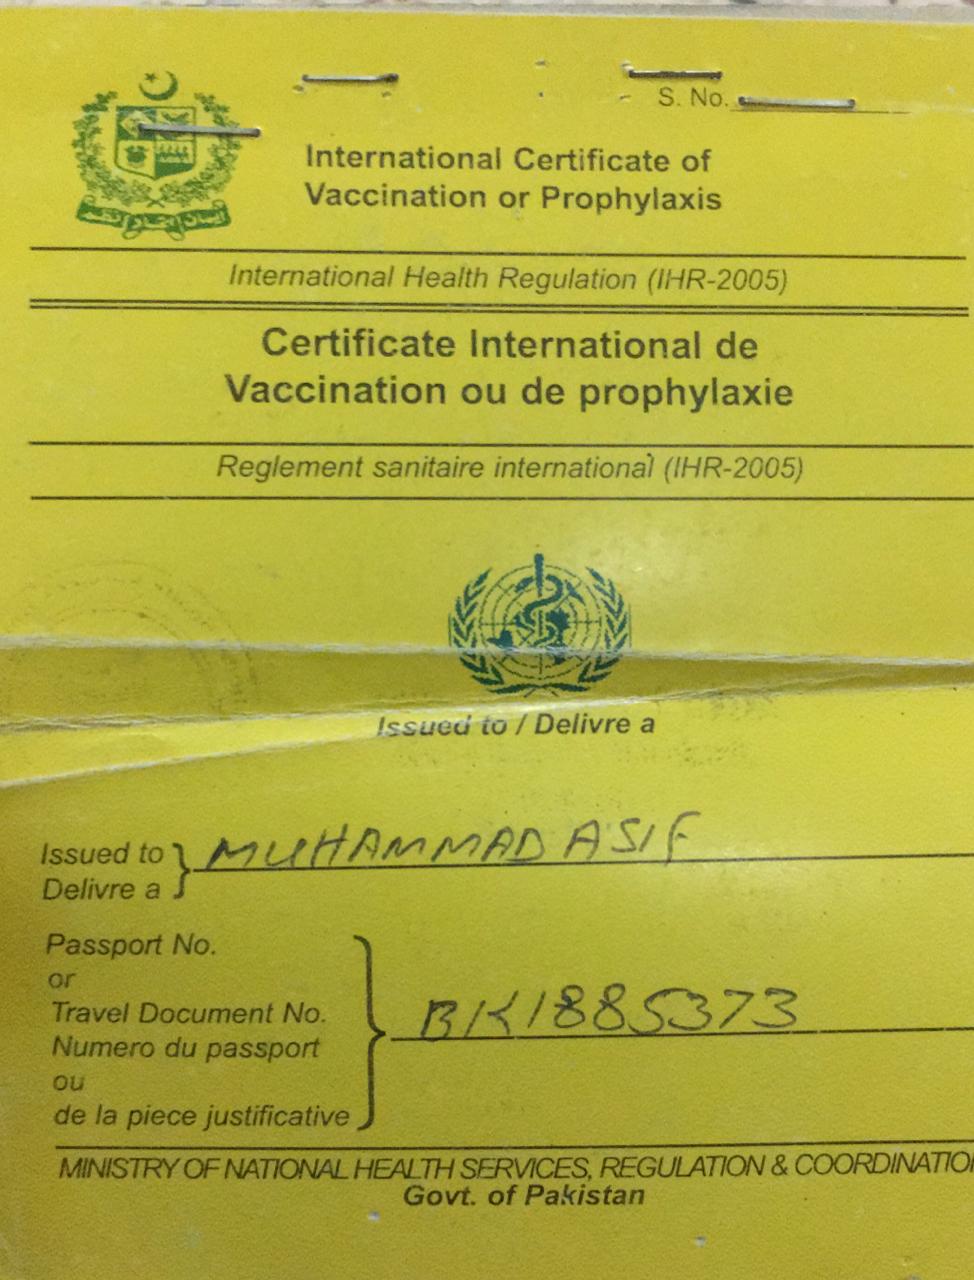 S. No.
International Certificate of
Vaccination or Prophylaxis
International Health Regulation (IHR-2005)
Certificate International de
Vaccination ou de prophylaxie
Reglement sanitaire international (IHR-2005)
Issued to / Delivre a
Issued to
Delivre a
MUHAMMAD ASIF
Passport No.
or
Travel Document No.
Numero du passport
ou
de la piece justificative
BK1885373
MINISTRY OF NATIONAL HEALTH SERVICES, REGULATION & COORDINATIO
Govt. of Pakistan